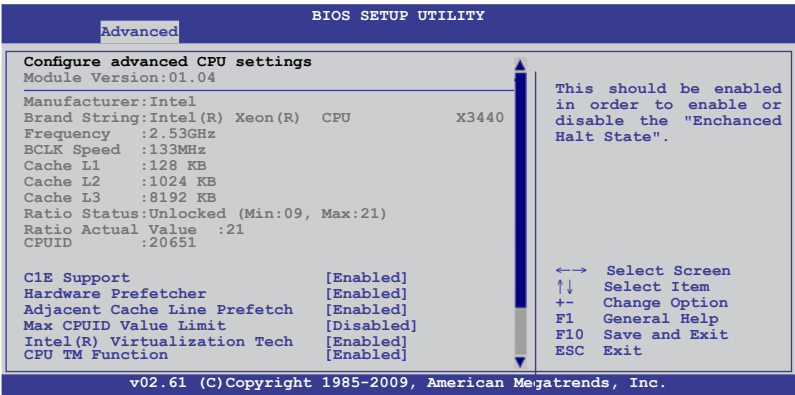 BIOS SETUP UTILITY
Advanced
Configure advanced CPU settings
Module Version:01.04
Manufacturer:Intel
Brand String:Intel(R) Xeon(R) CPU X3440
Frequency :2.53GHz
BCLK Speed :133MHz
Cache L1 :128 KB
Cache L2 :1024 KB
Cache L3 :8192 KB
Ratio Status:Unlocked (Min:09, Max:21)
Ratio Actual Value :21
CPUID :20651
C1E Support [Enabled]
Hardware Prefetcher [Enabled]
Adjacent Cache Line Prefetch [Enabled]
Max CPUID Value Limit [Disabled]
Intel(R) Virtualization Tech [Enabled]
CPU TM Function [Enabled]
This should be enabled
in order to enable or
disable the "Enchanced
Halt State".
←→ Select Screen
↑↓ Select Item
+- Change Option
F1 General Help
F10 Save and Exit
ESC Exit
v02.61 (C)Copyright 1985-2009, American Megatrends, Inc.